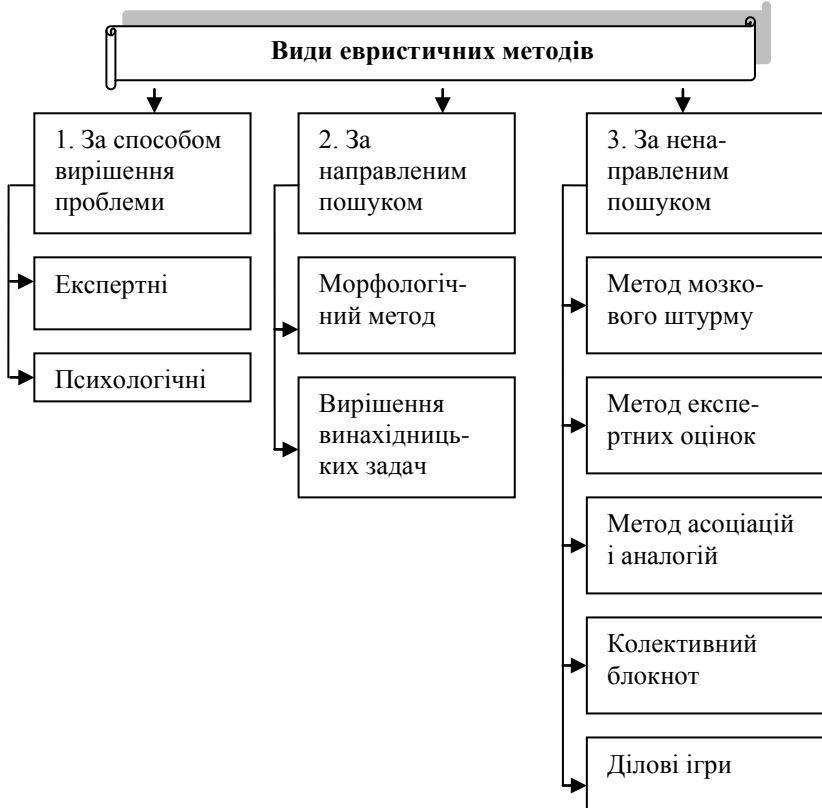 Види евристичних методів
1. За способом
вирішення
проблеми
Експертні
Психологічні
2. За
направленим
пошуком
Морфологіч-
ний метод
Вирішення
винахідниць-
ких задач
3. За нена-
правленим
пошуком
Метод мозко-
вого штурму
Метод експе-
ртних оцінок
Метод асоціацій
і аналогій
Колективний
блокнот
Ділові ігри